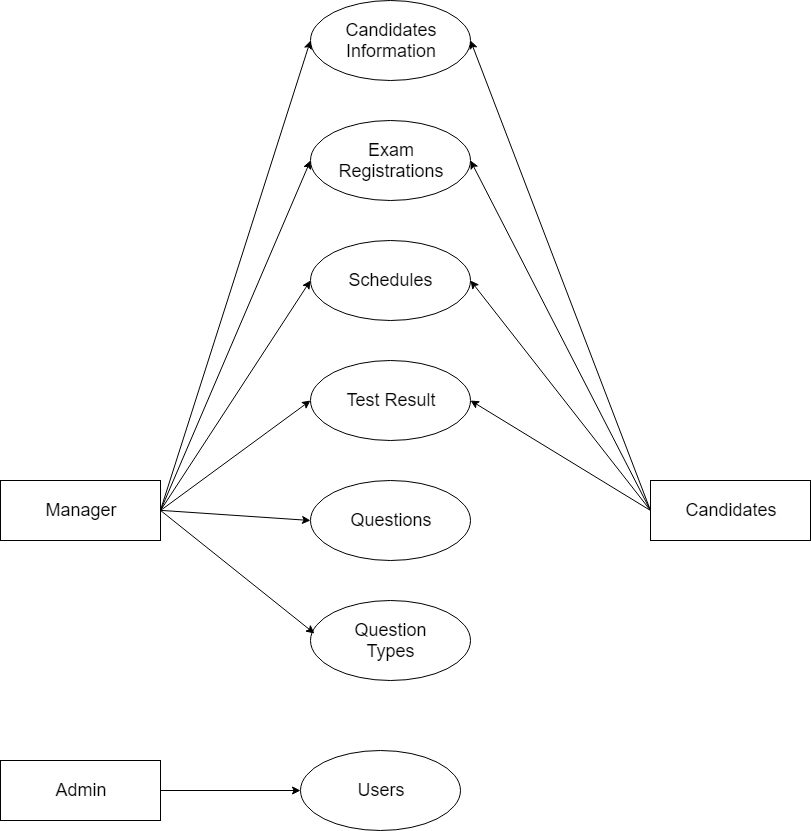 Candidates
Information
Exam
Registrations
Schedules
Test Result
Manager
Questions
Candidates
Question
Types
Admin
Users